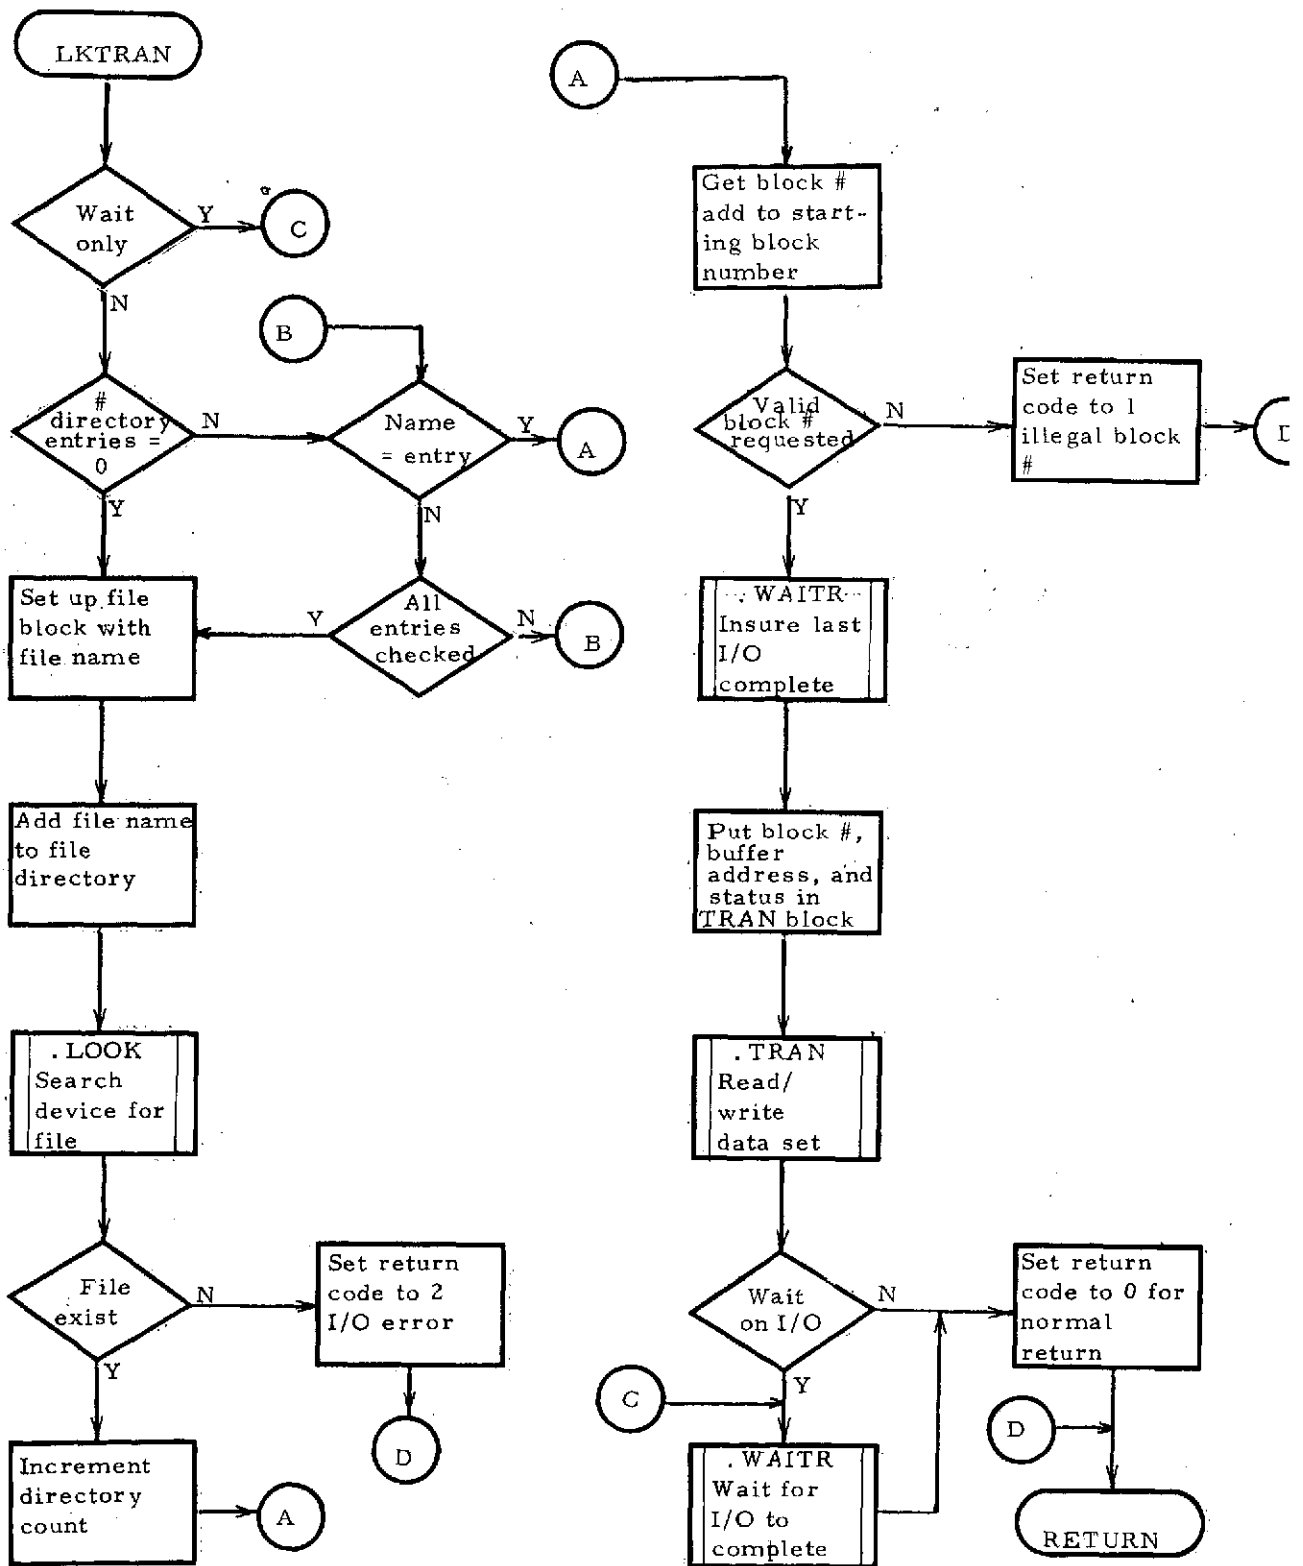 LKTRAN
Wait
only
Y
C
N
B
#
directory
entries =
0
N
Name
= entry
Y
A
Y
N
Set up file
block with
file name
Y
All
entries
checked
N
B
Add file name
to file
directory
. LOOK
Search
device for
file
File
exist
N
Set return
code to 2
I/O error
Y
D
Increment
directory
count
A
A
Get block #
add to start-
ing block
number
Valid
block #
requested
N
Set return
code to 1
illegal block
#
D
Y
. WAITR
Insure last
I/O
complete
Put block #,
buffer
address, and
status in
TRAN block
. TRAN
Read/
write
data set
Wait
on I/O
N
Set return
code to 0 for
normal
return
Y
C
D
. WAITR
Wait for
I/O to
complete
RETURN